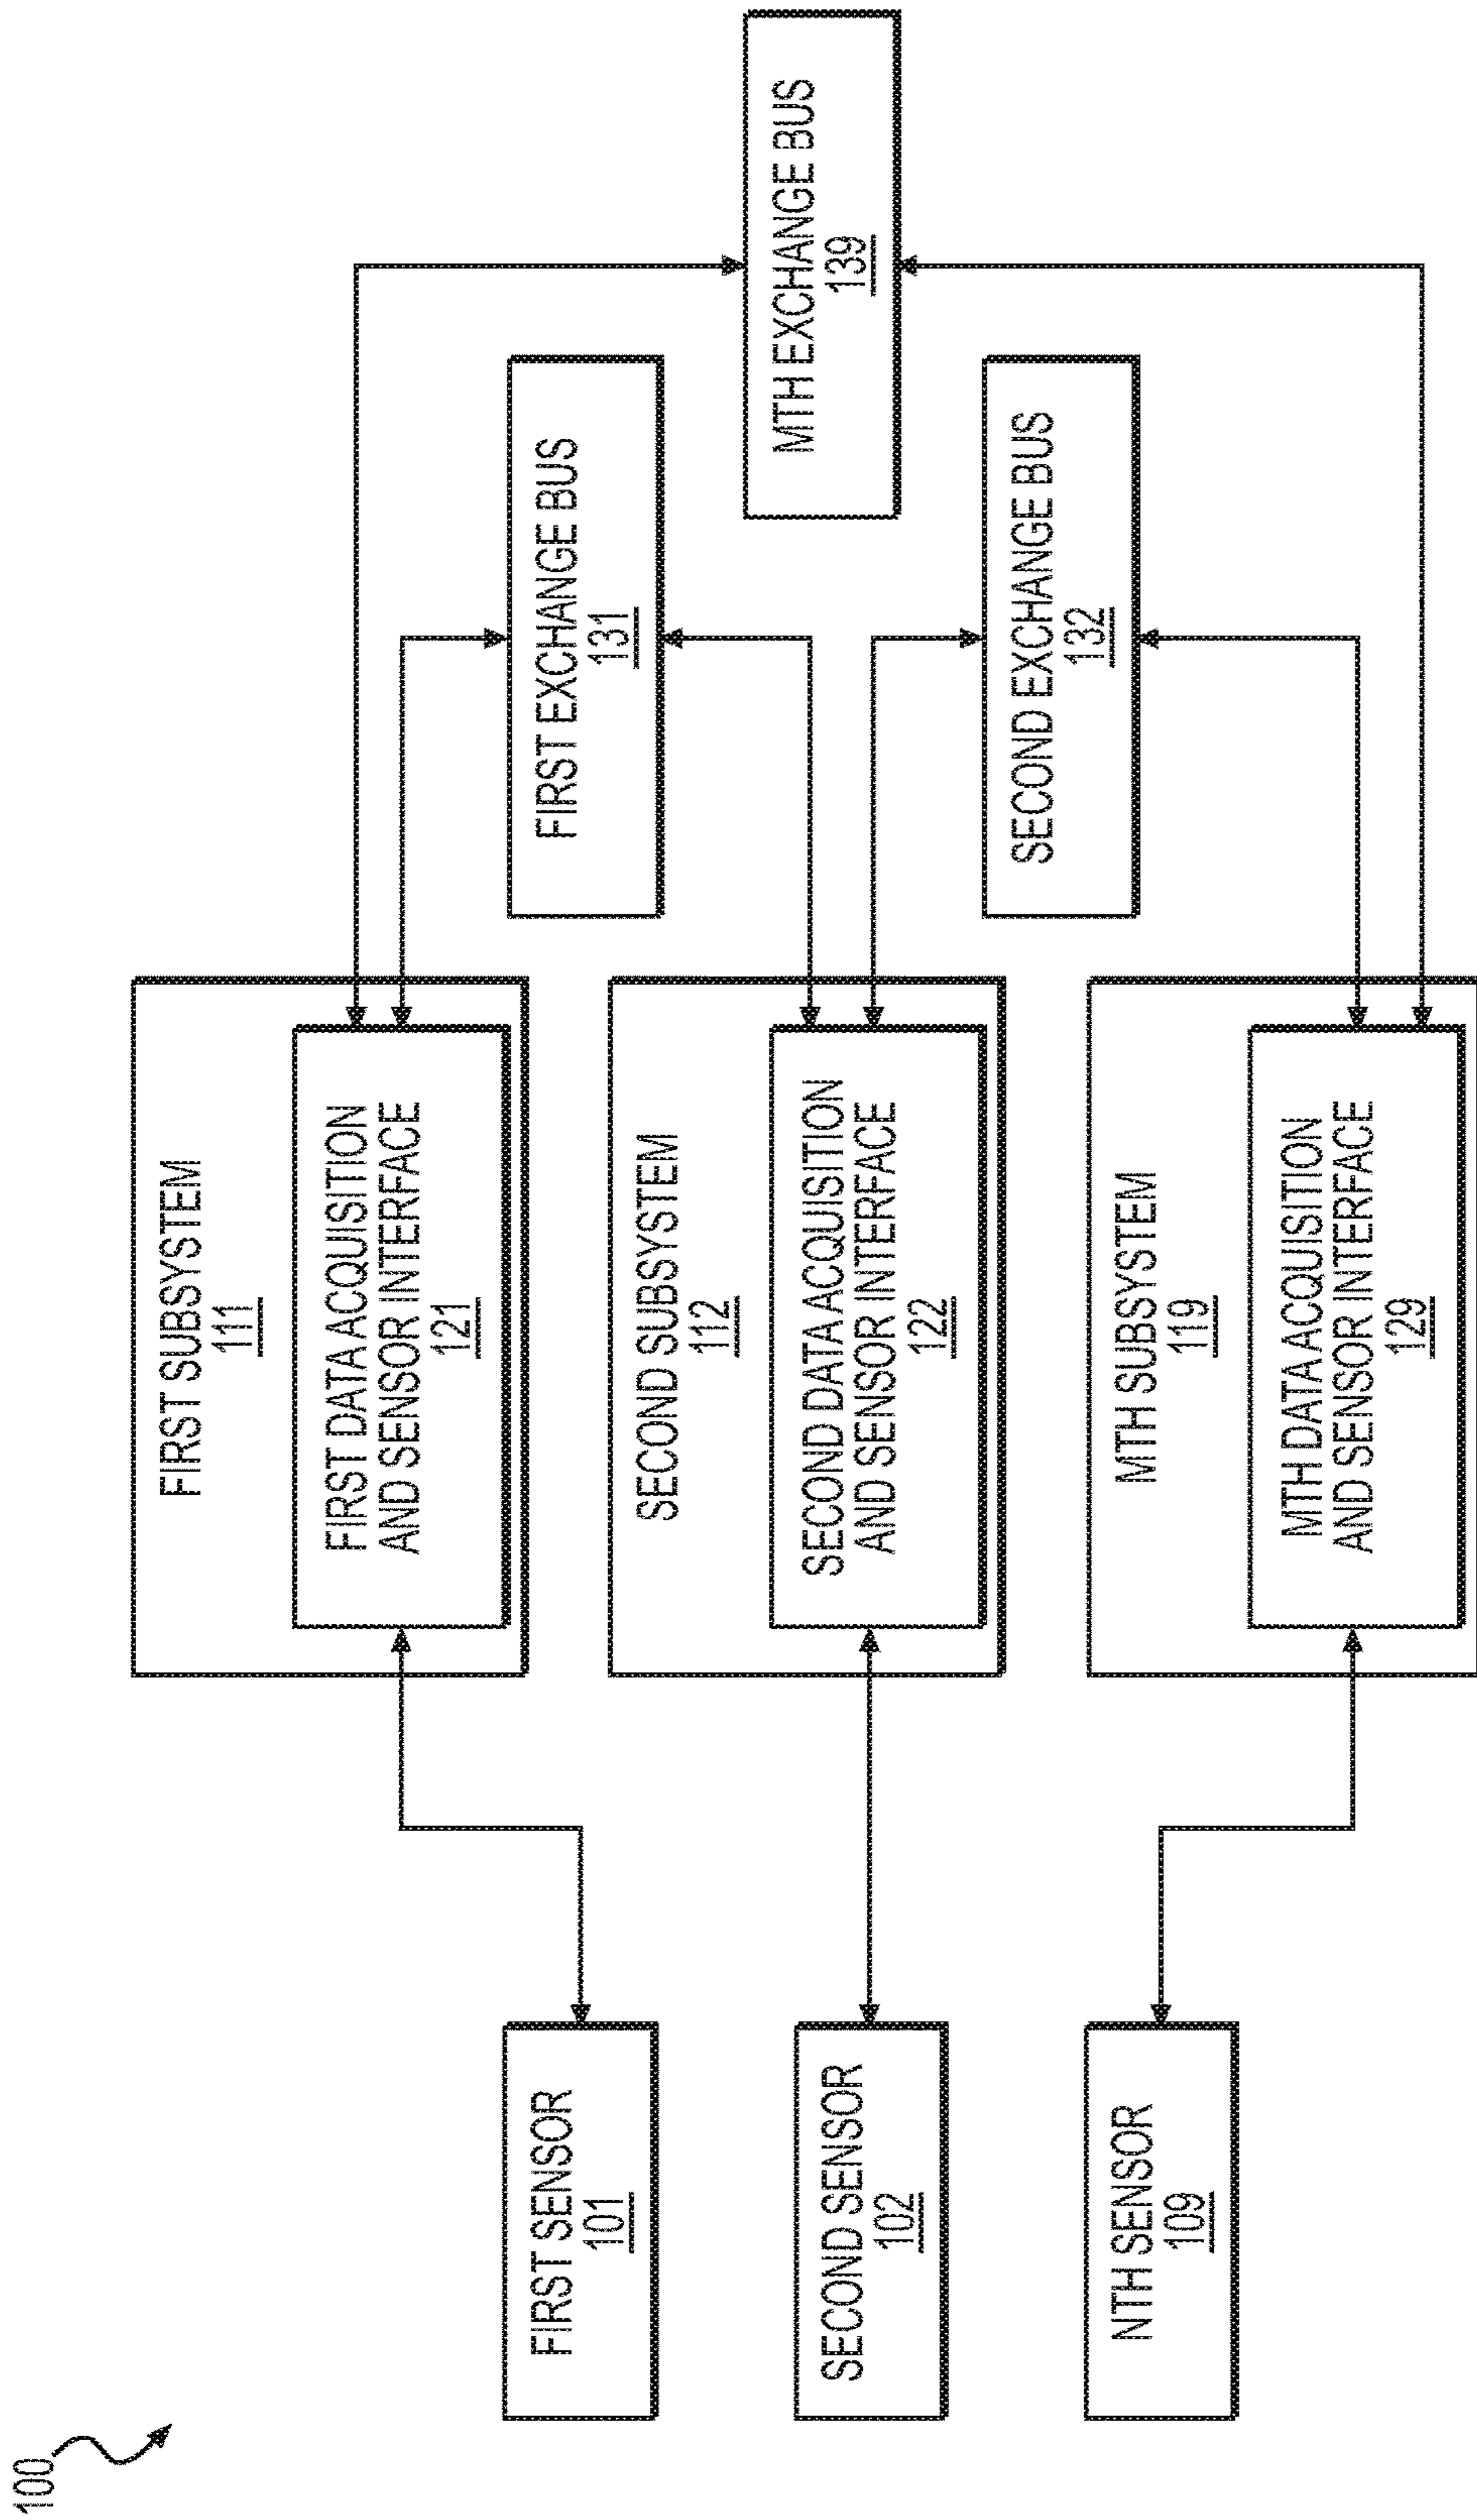 100
FIRST SENSOR
101
SECOND SENSOR
102
NTH SENSOR
109
FIRST SUBSYSTEM
111
FIRST DATA ACQUISITION
AND SENSOR INTERFACE
121
SECOND SUBSYSTEM
112
SECOND DATA ACQUISITION
AND SENSOR INTERFACE
122
MTH SUBSYSTEM
119
MTH DATA ACQUISITION
AND SENSOR INTERFACE
129
FIRST EXCHANGE BUS
131
SECOND EXCHANGE BUS
132
MTH EXCHANGE BUS
139